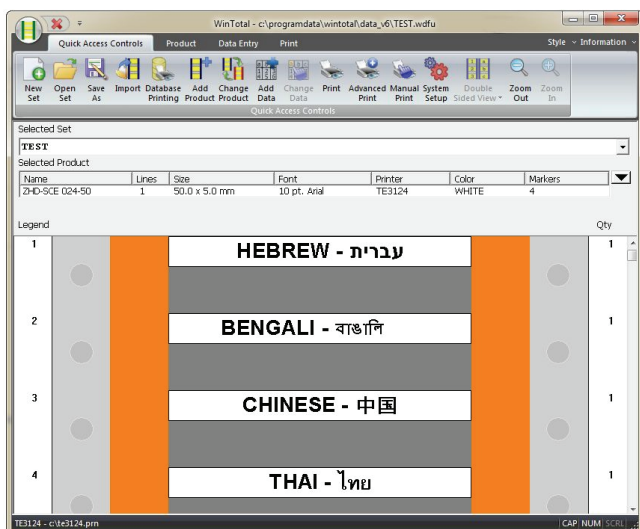 WinTotal - c:\programdata\wintotal\data_v6\TEST.wdfu
Quick Access Controls Product Data Entry Print Style Information
New Set Open Set Save As Import Database Printing Add Product Change Product Add Data Change Data Print Advanced Print Manual Print System Setup Double Sided View Zoom Out Zoom In
Quick Access Controls
Selected Set
TEST
Selected Product
Name Lines Size Font Printer Color Markers
ZHD-SCE 024-50 1 50.0 x 5.0 mm 10 pt. Arial TE3124 WHITE 4
Legend Qty
1 HEBREW - עברית 1
2 BENGALI - বাঙালি 1
3 CHINESE - 中国 1
4 THAI - ไทย 1
TE3124 - c:\te3124.prn CAP NUM SCRL